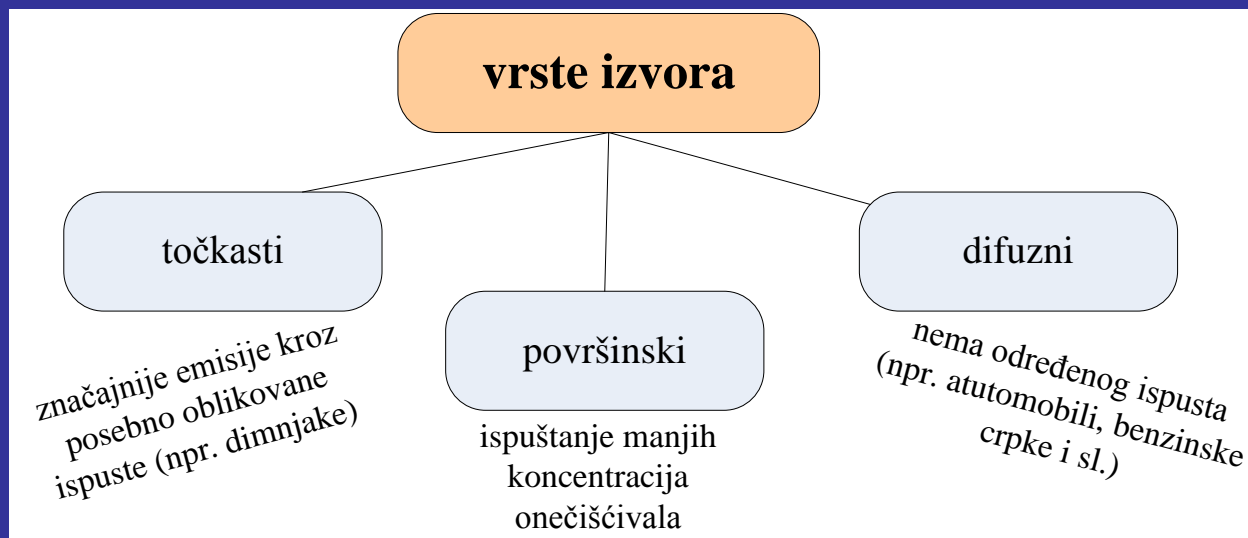 vrste izvora
točkasti
značajnije emisije kroz
posebno oblikovane
ispuste (npr. dimnjake)
površinski
ispuštanje manjih
koncentracija
onečišćivala
difuzni
nema određenog ispusta
(npr. atutomobili, benzinske
crpke i sl.)